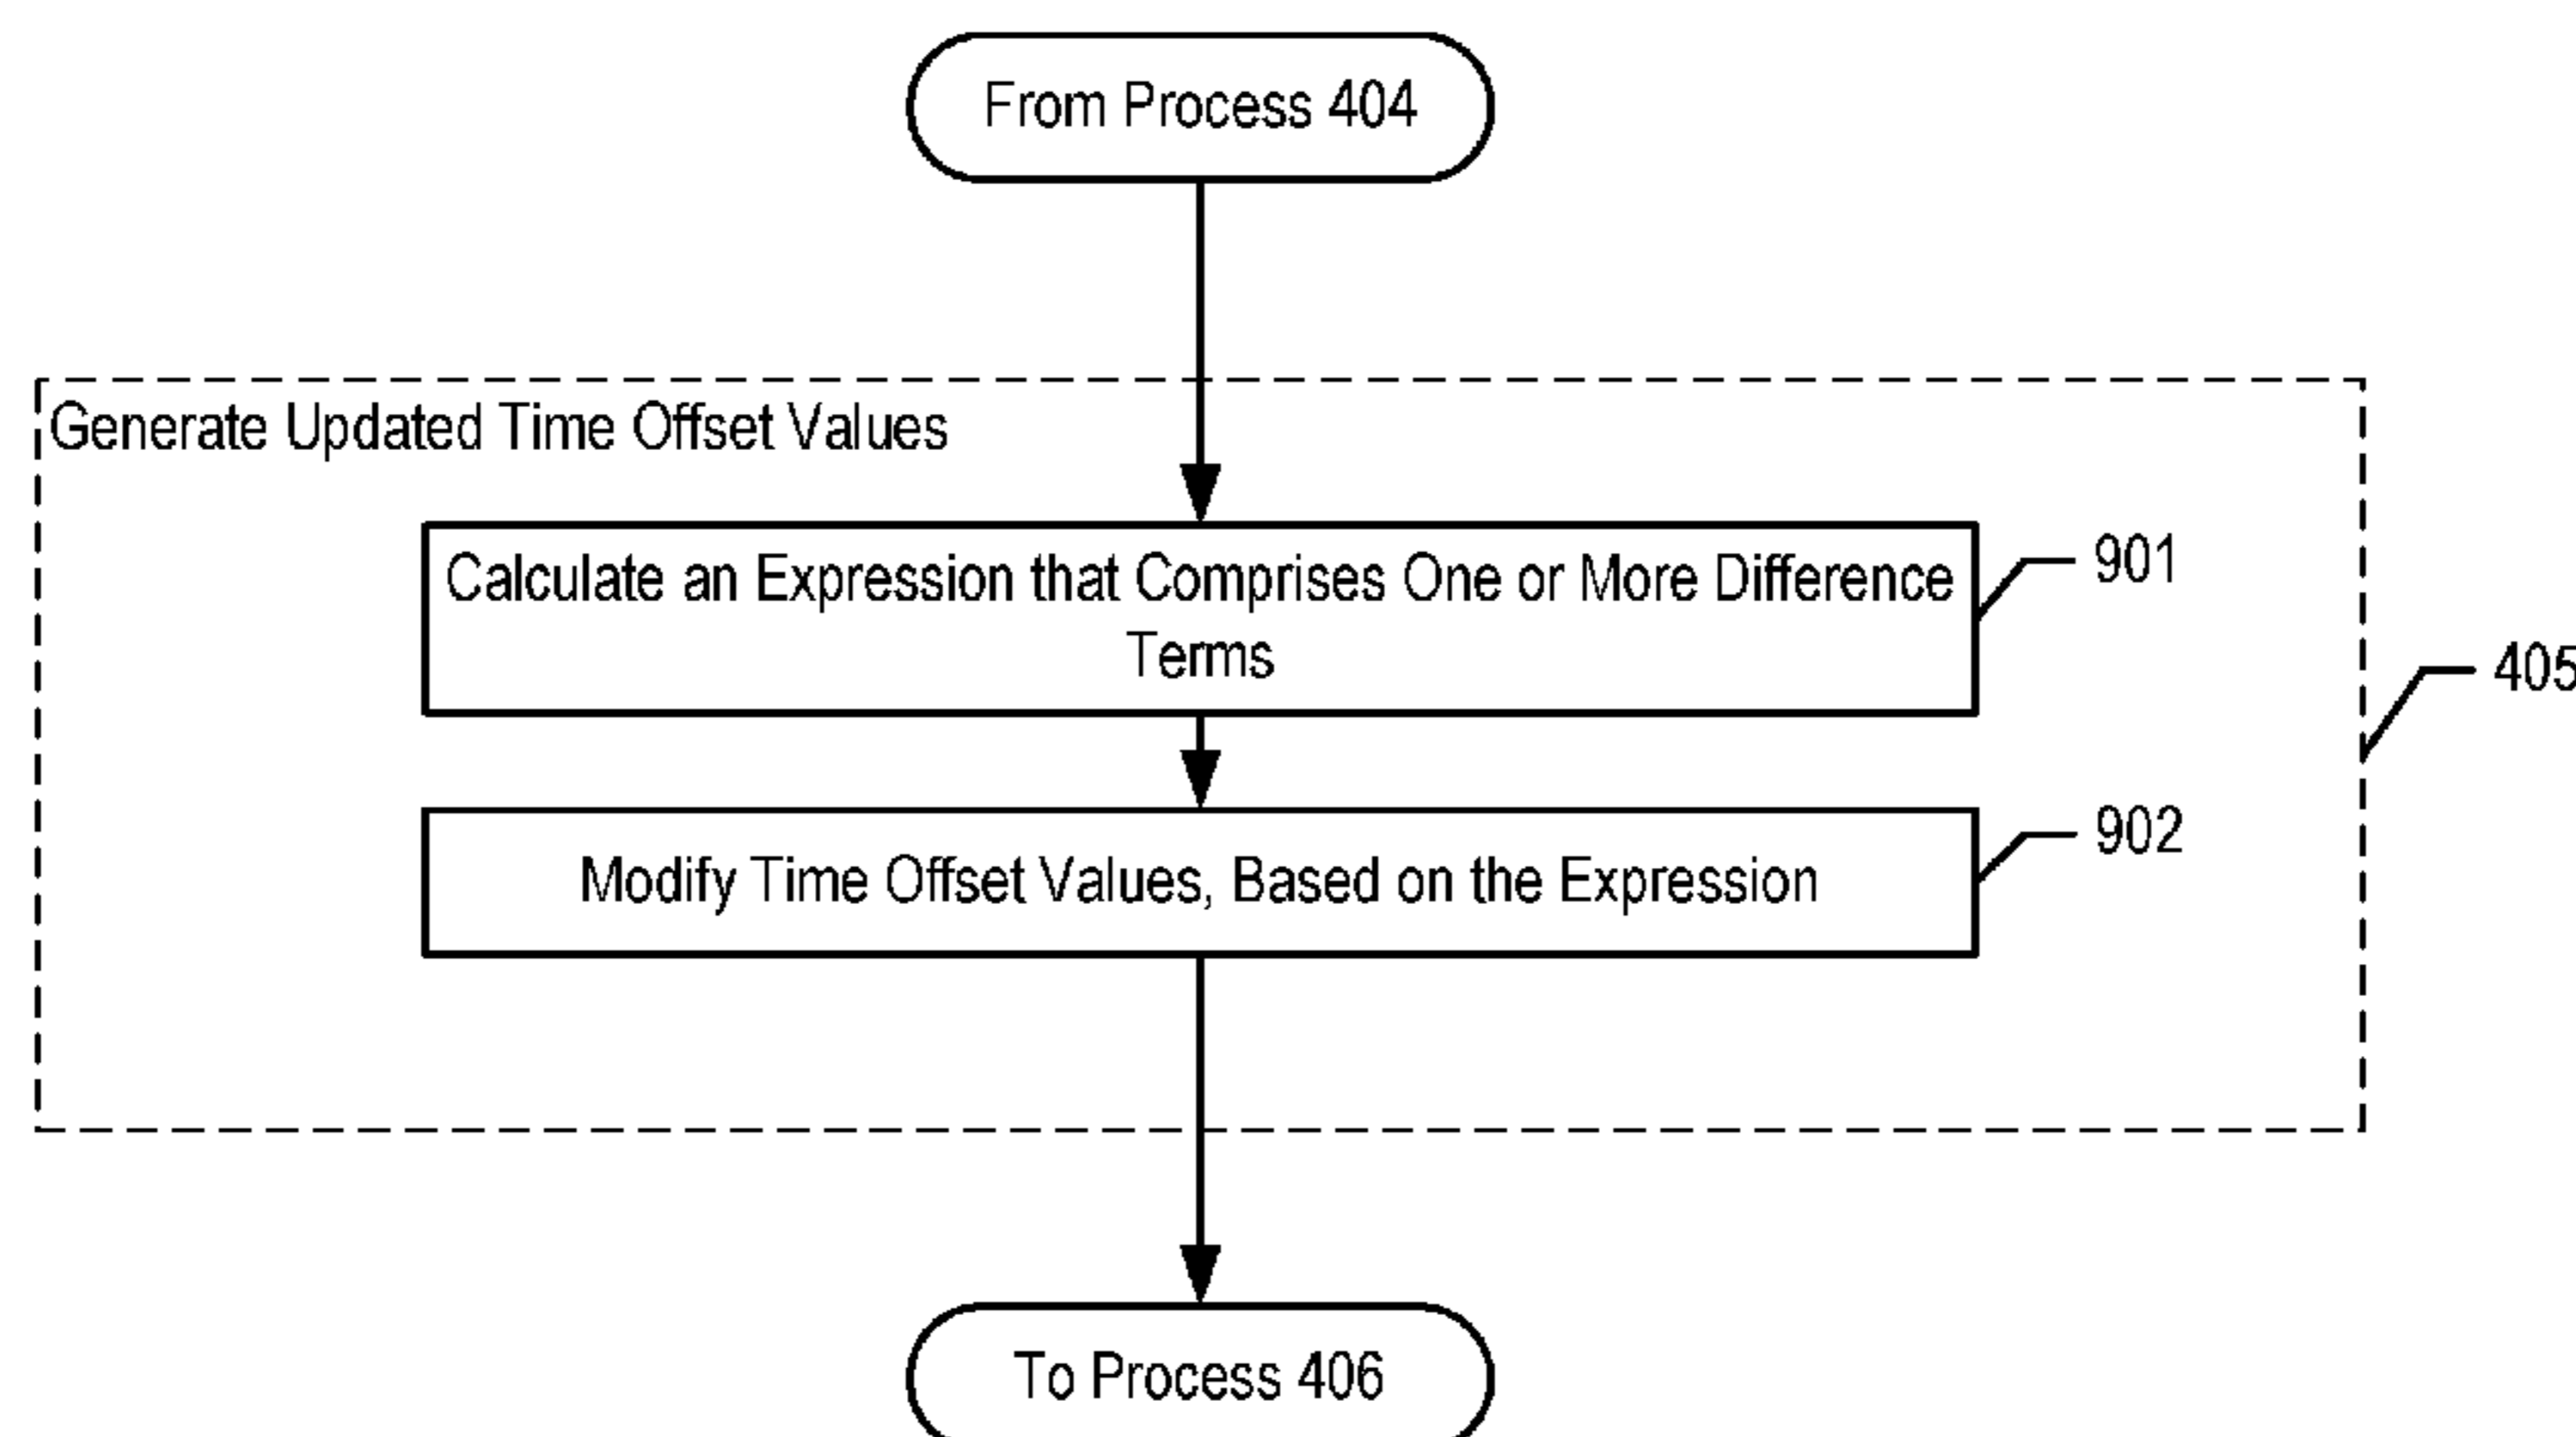 From Process 404
Generate Updated Time Offset Values
Calculate an Expression that Comprises One or More Difference
Terms
901
405
Modify Time Offset Values, Based on the Expression
902
To Process 406